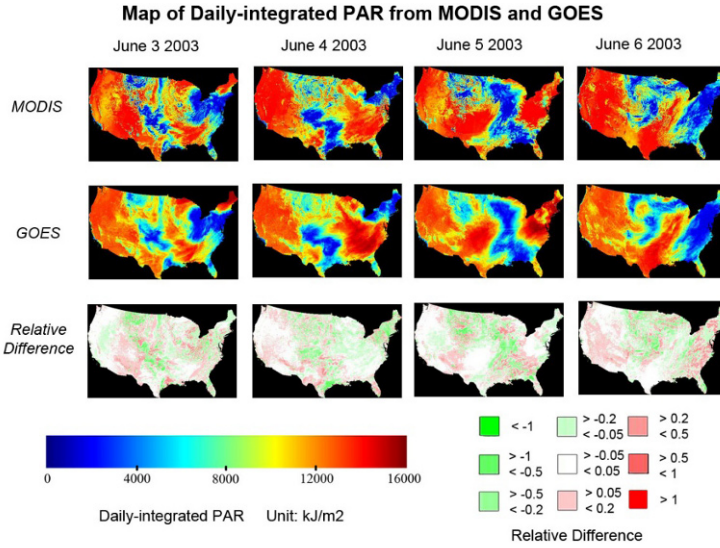 Map of Daily-integrated PAR from MODIS and GOES
June 3 2003 June 4 2003 June 5 2003 June 6 2003
MODIS
GOES
Relative
Difference
0 4000 8000 12000 16000
Daily-integrated PAR Unit: kJ/m2
< -1
> -0.2
< -0.05
> 0.2
< 0.5
> -1
< -0.5
> -0.05
< 0.05
> 0.5
< 1
> -0.5
< -0.2
> 0.05
< 0.2
> 1
Relative Difference